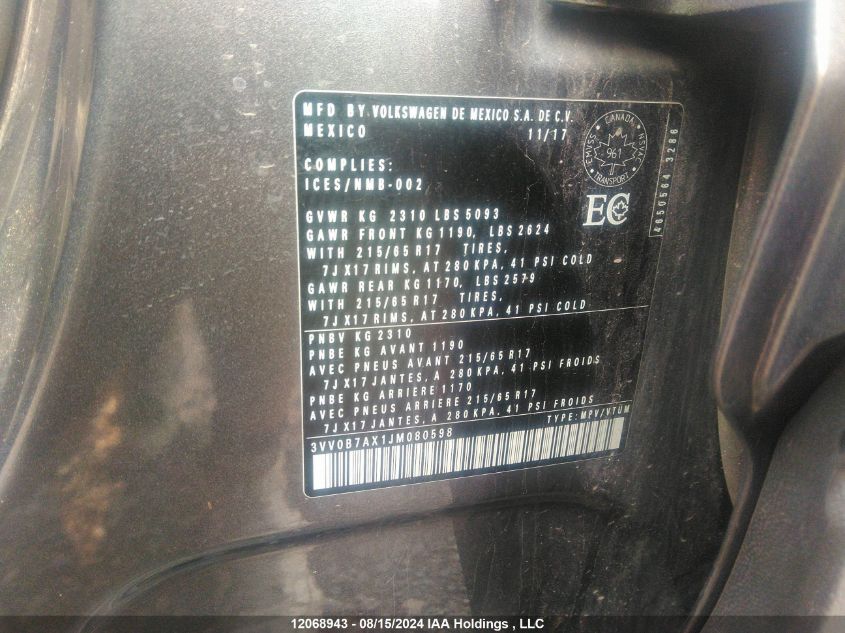 MFD BY VOLKSWAGEN DE MEXICO S.A. DE C.V.
MEXICO 11/17
CANADA
961
TRANSPORT
4650564 3286
COMPLIES:
ICES/NMB-002
EC
GVWR KG 2310 LBS 5093
GAWR FRONT KG 1190, LBS 2624
WITH 215/65 R17 TIRES,
7J X17 RIMS, AT 280 KPA, 41 PSI COLD
GAWR REAR KG 1170, LBS 2579
WITH 215/65 R17 TIRES,
7J X17 RIMS, AT 280 KPA, 41 PSI COLD
PNBV KG 2310
PNBE KG AVANT 1190
AVEC PNEUS AVANT 215/65 R17
7J X17 JANTES, A 280 KPA, 41 PSI FROIDS
PNBE KG ARRIERE 1170
AVEC PNEUS ARRIERE 215/65 R17
7J X17 JANTES, A 280 KPA, 41 PSI FROIDS
3VV0B7AX1JM080598 TYPE: MPV/VTUM
12068943 - 08/15/2024 IAA Holdings , LLC